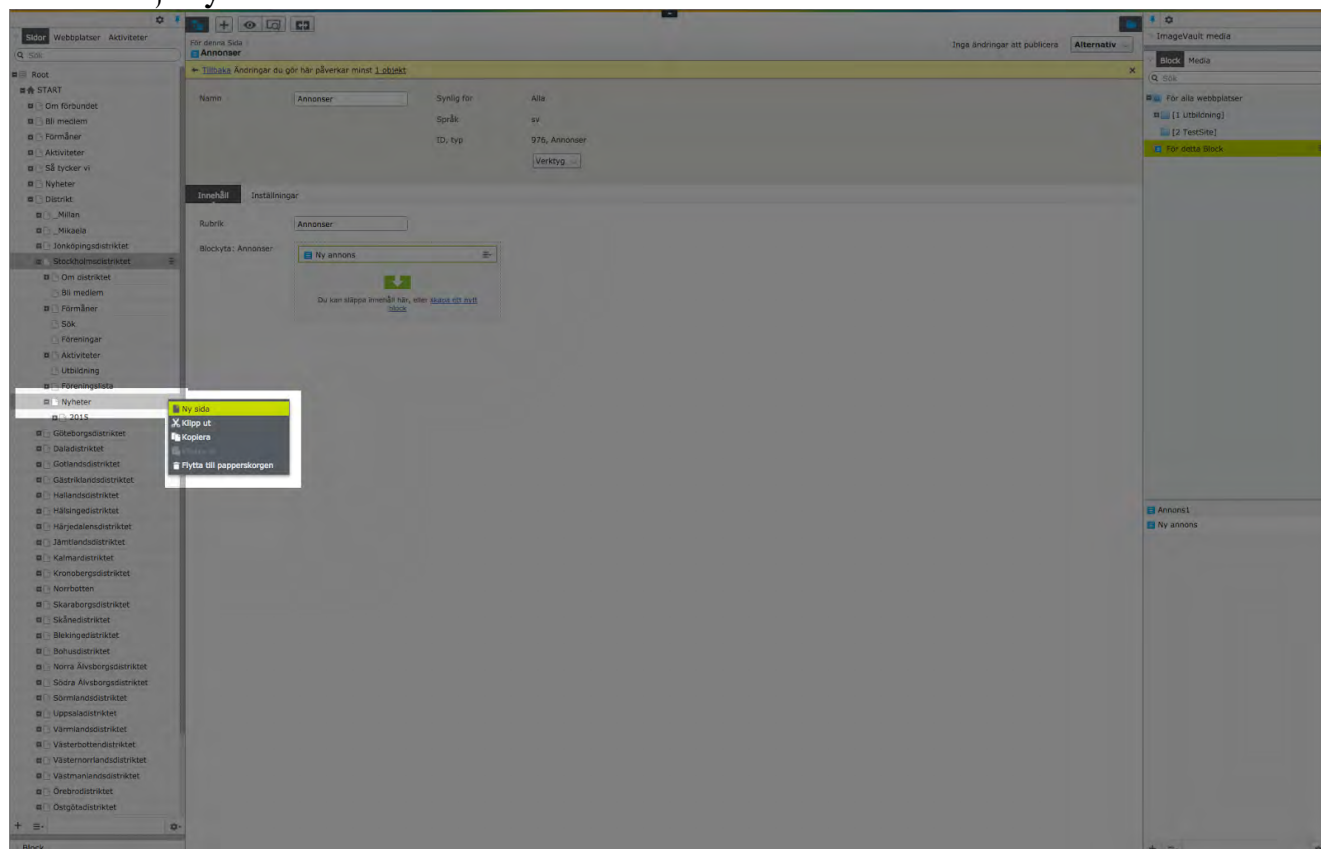 Sidor Webbplatser Aktiviteter
Sök
Root
START
Om förbundet
Bli medlem
Förmåner
Aktiviteter
Så tycker vi
Nyheter
Distrikt
_Millan
_Mikaela
Jönköpingsdistriktet
Stockholmsdistriktet
Om distriktet
Bli medlem
Förmåner
Sök
Föreningar
Aktiviteter
Utbildning
Föreningslista
Nyheter
2015
Göteborgsdistriktet
Daladistriktet
Gotlandsdistriktet
Gästriklandsdistriktet
Hallandsdistriktet
Hälsingedistriktet
Härjedalensdistriktet
Jämtlandsdistriktet
Kalmardistriktet
Kronobergsdistriktet
Norrbotten
Skaraborgsdistriktet
Skånedistriktet
Blekingedistriktet
Bohusdistriktet
Norra Älvsborgsdistriktet
Södra Älvsborgsdistriktet
Sörmlandsdistriktet
Uppsaladistriktet
Värmlandsdistriktet
Västerbottendistriktet
Västernorrlandsdistriktet
Västmanlandsdistriktet
Örebrodistriktet
Östgötadistriktet
Block
Ny sida
Klipp ut
Kopiera
Flytta till papperskorgen
För denna Sida
Annonser
Inga ändringar att publicera Alternativ
Tillbaka Ändringar du gör här påverkar minst 1 objekt
Namn Annonser Synlig för Alla
Språk sv
ID, typ 976, Annonser
Verktyg
Innehåll Inställningar
Rubrik Annonser
Blockyta: Annonser Ny annons
Du kan släppa innehåll här, eller skapa ett nytt
block
ImageVault media
Block Media
Sök
För alla webbplatser
[1 Utbildning]
[2 TestSite]
För detta Block
Annons1
Ny annons